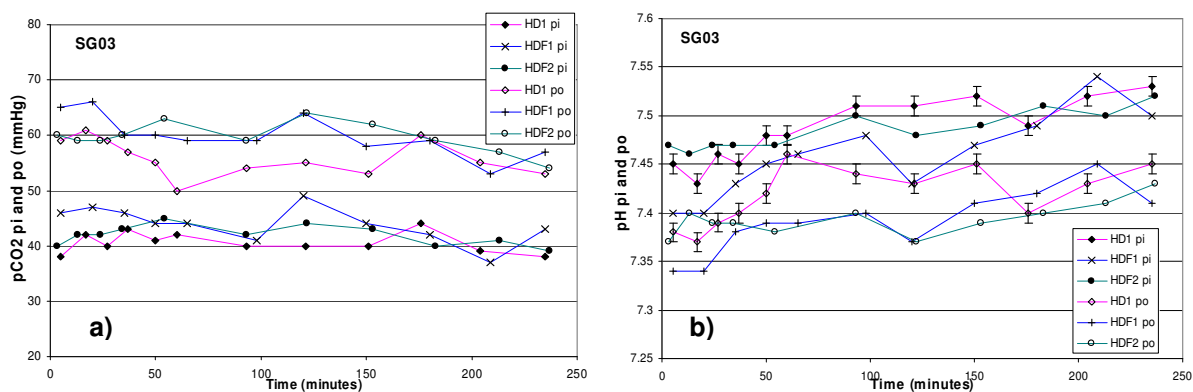 SG03
HD1 pi
HDF1 pi
HDF2 pi
HD1 po
HDF1 po
HDF2 po
pCO2 pi and po (mmHg)
80
70
60
50
40
30
20
0
50
100
150
200
250
Time (minutes)
a)
SG03
pH pi and po
7.6
7.55
7.5
7.45
7.4
7.35
7.3
7.25
HD1 pi
HDF1 pi
HDF2 pi
HD1 po
HDF1 po
HDF2 po
0
50
100
150
200
250
Time (minutes)
b)